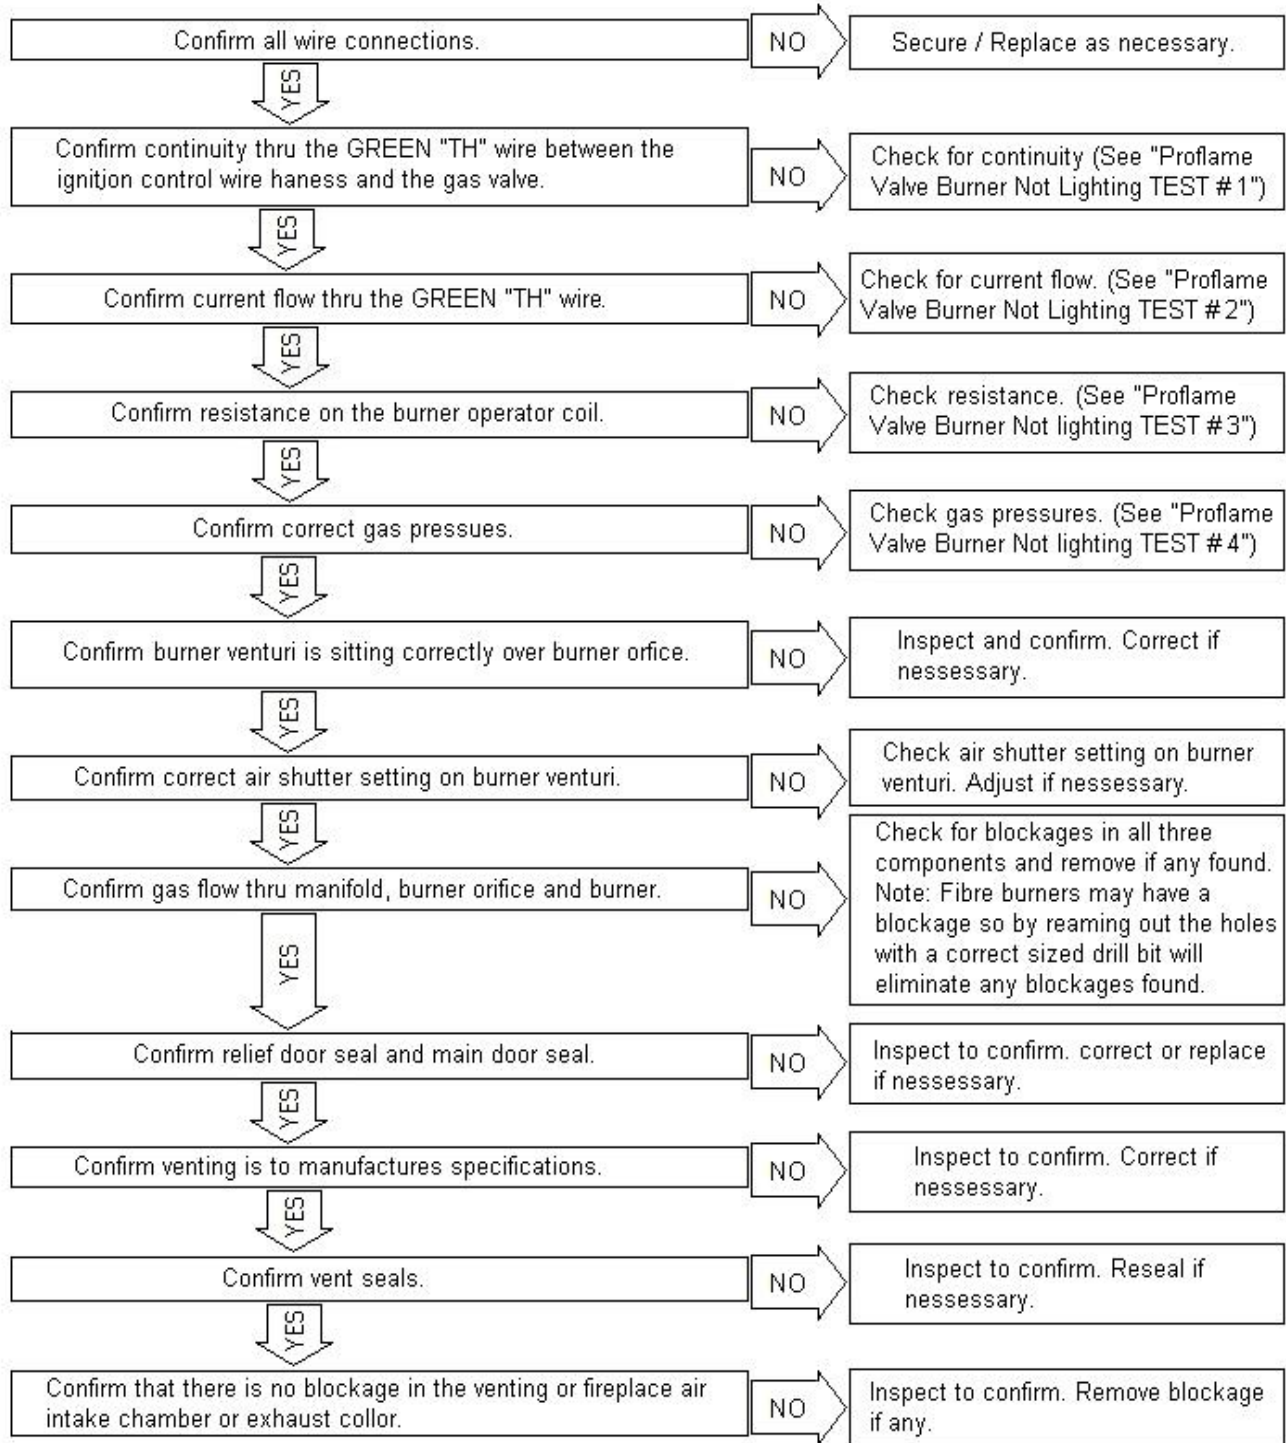 Confirm all wire connections.
NO
Secure / Replace as necessary.
YES
Confirm continuity thru the GREEN "TH" wire between the
ignition control wire haness and the gas valve.
NO
Check for continuity (See "Proflame
Valve Burner Not Lighting TEST #1")
YES
Confirm current flow thru the GREEN "TH" wire.
NO
Check for current flow. (See "Proflame
Valve Burner Not Lighting TEST #2")
YES
Confirm resistance on the burner operator coil.
NO
Check resistance. (See "Proflame
Valve Burner Not lighting TEST #3")
YES
Confirm correct gas pressues.
NO
Check gas pressures. (See "Proflame
Valve Burner Not lighting TEST #4")
YES
Confirm burner venturi is sitting correctly over burner orfice.
NO
Inspect and confirm. Correct if
nessessary.
YES
Confirm correct air shutter setting on burner venturi.
NO
Check air shutter setting on burner
venturi. Adjust if nessessary.
YES
Confirm gas flow thru manifold, burner orifice and burner.
NO
Check for blockages in all three
components and remove if any found.
Note: Fibre burners may have a
blockage so by reaming out the holes
with a correct sized drill bit will
eliminate any blockages found.
YES
Confirm relief door seal and main door seal.
NO
Inspect to confirm. correct or replace
if nessessary.
YES
Confirm venting is to manufactures specifications.
NO
Inspect to confirm. Correct if
nessessary.
YES
Confirm vent seals.
NO
Inspect to confirm. Reseal if
nessessary.
YES
Confirm that there is no blockage in the venting or fireplace air
intake chamber or exhaust collor.
NO
Inspect to confirm. Remove blockage
if any.